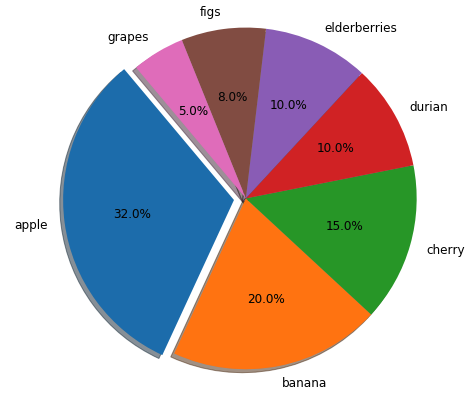 figs
grapes
elderberries
8.0%
10.0%
5.0%
durian
10.0%
32.0%
apple
15.0%
cherry
20.0%
banana